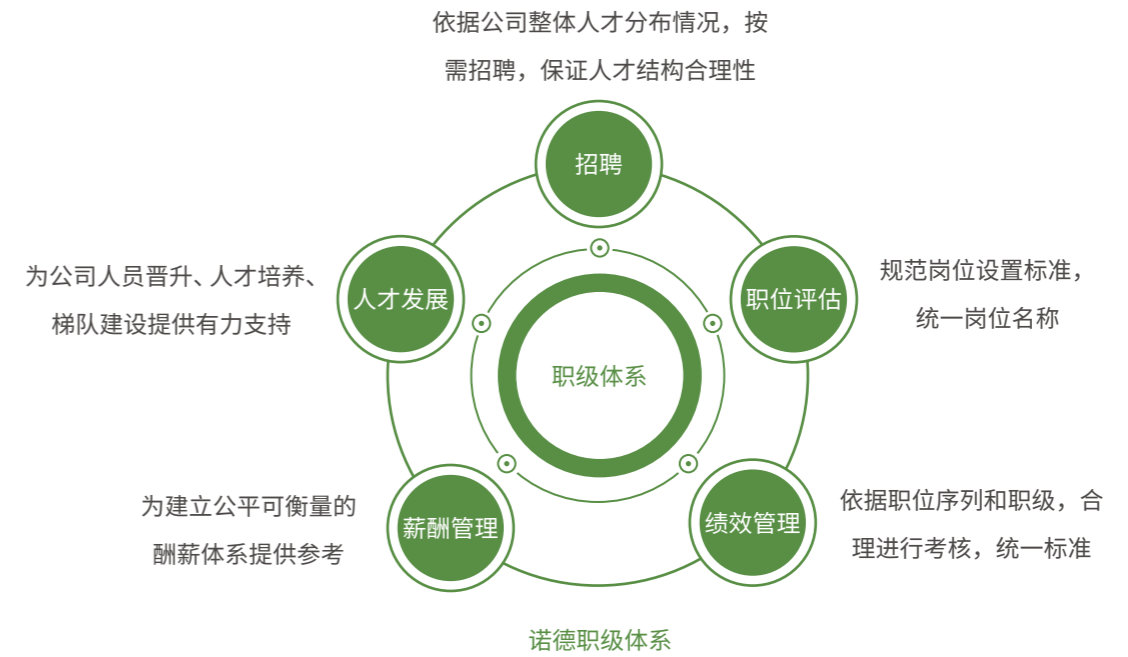 依据公司整体人才分布情况，按
需招聘，保证人才结构合理性
招聘
职位评估
规范岗位设置标准，
统一岗位名称
绩效管理
依据职位序列和职级，合
理进行考核，统一标准
薪酬管理
为建立公平可衡量的
酬薪体系提供参考
人才发展
为公司人员晋升、人才培养、
梯队建设提供有力支持
职级体系
诺德职级体系